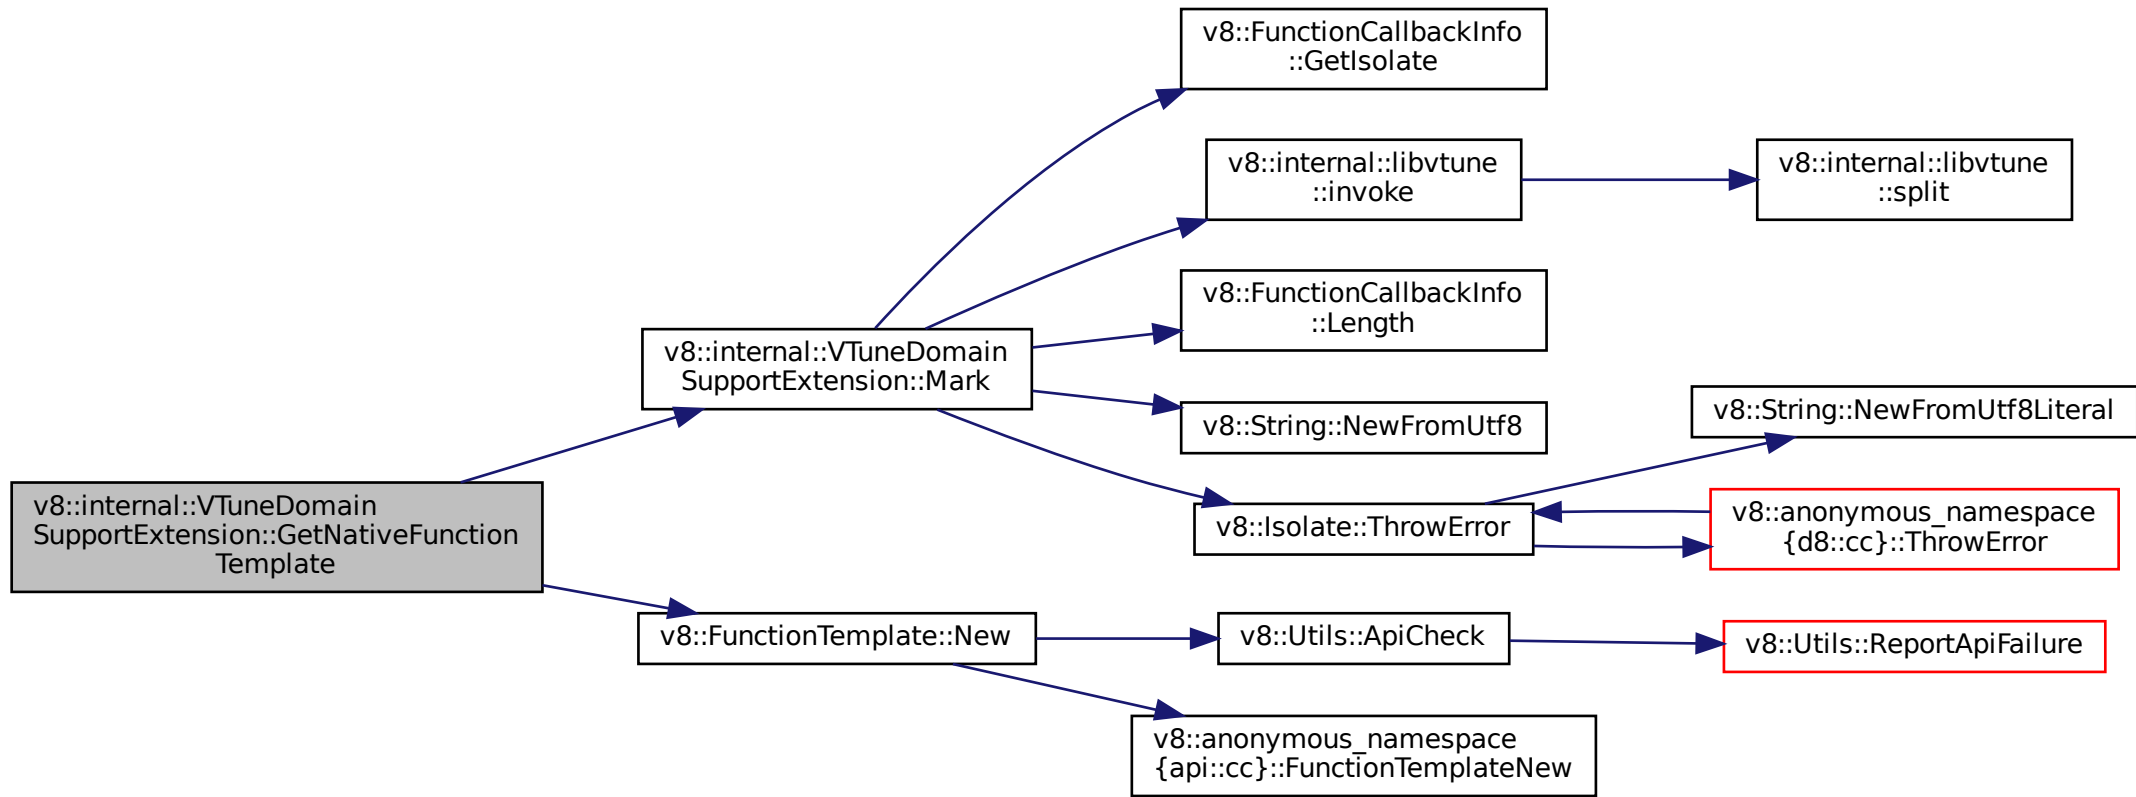 v8::FunctionCallbackInfo
::GetIsolate
v8::internal::libvtune
::invoke
v8::internal::libvtune
::split
v8::FunctionCallbackInfo
::Length
v8::internal::VTuneDomain
SupportExtension::Mark
v8::String::NewFromUtf8
v8::String::NewFromUtf8Literal
v8::internal::VTuneDomain
SupportExtension::GetNativeFunction
Template
v8::Isolate::ThrowError
v8::anonymous_namespace
{d8::cc}::ThrowError
v8::FunctionTemplate::New
v8::Utils::ApiCheck
v8::Utils::ReportApiFailure
v8::anonymous_namespace
{api::cc}::FunctionTemplateNew